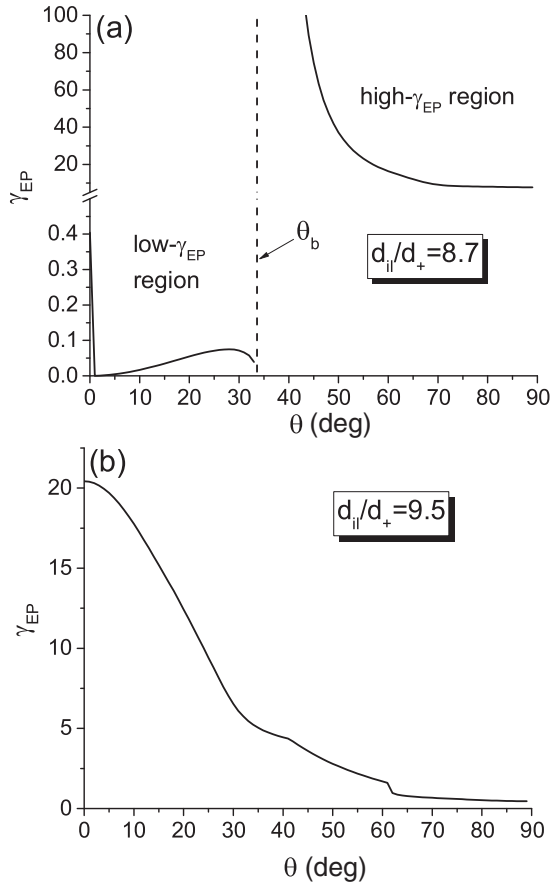 (a)
100
80
60
40
20
0.4
0.3
0.2
0.1
0.0
γEP
high-γEP region
low-γEP
region
θb
dil/d+=8.7
0 10 20 30 40 50 60 70 80 90
θ (deg)
(b)
20
15
10
5
0
γEP
dil/d+=9.5
0 10 20 30 40 50 60 70 80 90
θ (deg)